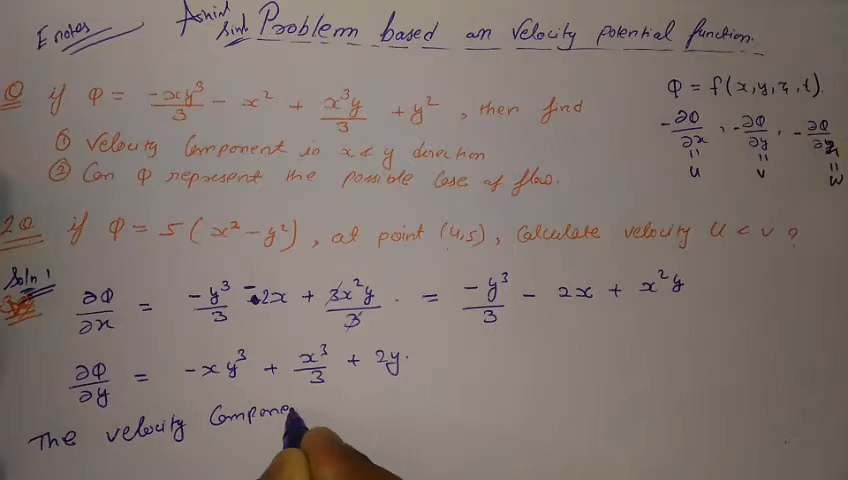 E notes
Ashish Sinh Problem based an velocity potential function.
Q if φ = -xy³/3 - x² + x³y/3 + y², then find
① velocity component in x & y direction
② Can φ represent the possible case of flow.
φ = f(x, y, z, t).
-∂φ/∂x, -∂φ/∂y, -∂φ/∂z
= = =
u v w
2Q. if φ = 5(x² - y²), at point (4,5), Calculate velocity u & v ?
Soln 1
∂φ/∂x = -y³/3 - 2x + 3x²y/3 . = -y³/3 - 2x + x²y
∂φ/∂y = -xy³ + x³/3 + 2y.
The velocity Compone